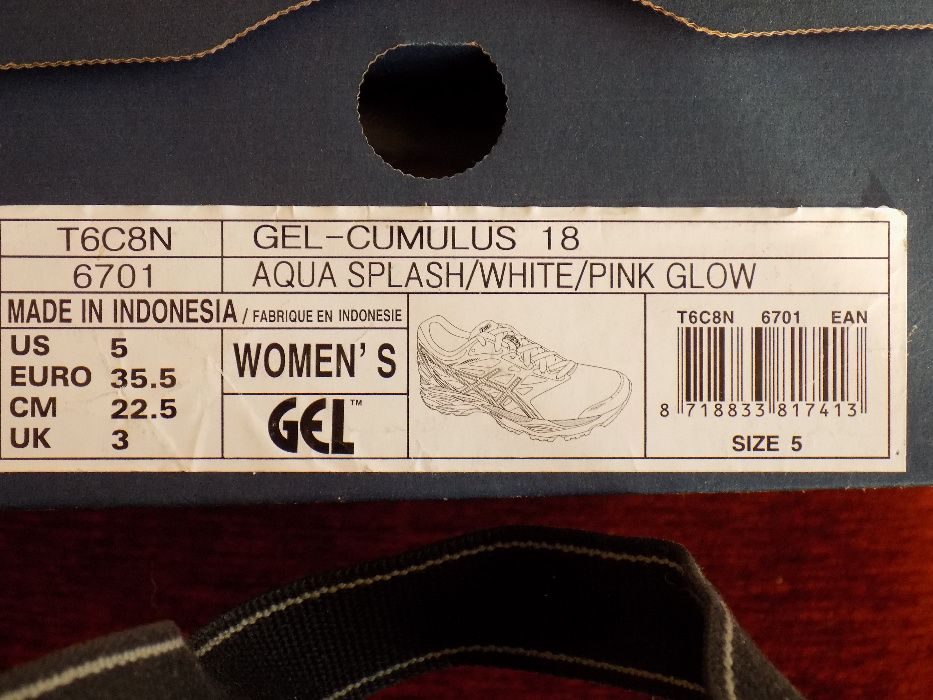 T6C8N GEL-CUMULUS 18
6701 AQUA SPLASH/WHITE/PINK GLOW
MADE IN INDONESIA / FABRIQUE EN INDONESIE
US 5
EURO 35.5
CM 22.5
UK 3
WOMEN'S
GEL™
T6C8N 6701 EAN
8 718833 817413
SIZE 5